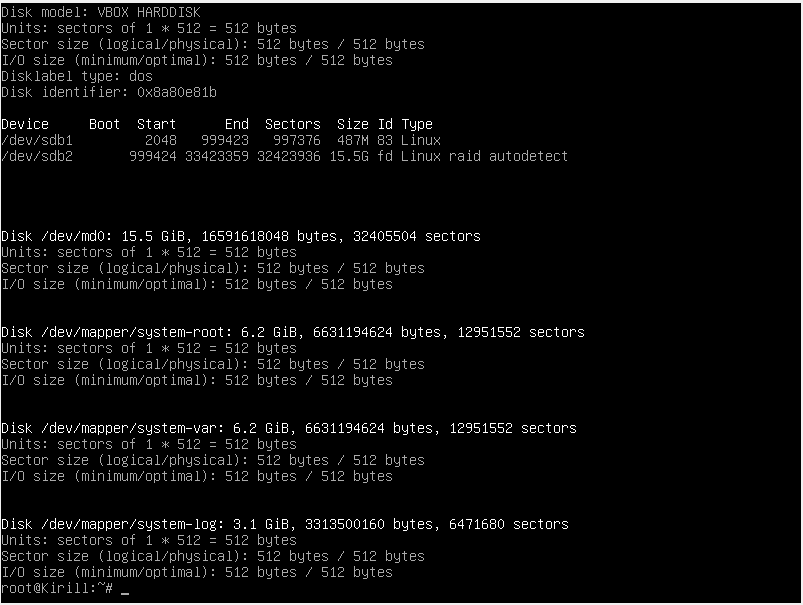 Disk model: VBOX HARDDISK
Units: sectors of 1 * 512 = 512 bytes
Sector size (logical/physical): 512 bytes / 512 bytes
I/O size (minimum/optimal): 512 bytes / 512 bytes
Disklabel type: dos
Disk identifier: 0x8a80e81b
Device     Boot  Start      End  Sectors  Size Id Type
/dev/sdb1         2048   999423   997376  487M 83 Linux
/dev/sdb2       999424 33423359 32423936 15.5G fd Linux raid autodetect
Disk /dev/md0: 15.5 GiB, 16591618048 bytes, 32405504 sectors
Units: sectors of 1 * 512 = 512 bytes
Sector size (logical/physical): 512 bytes / 512 bytes
I/O size (minimum/optimal): 512 bytes / 512 bytes
Disk /dev/mapper/system-root: 6.2 GiB, 6631194624 bytes, 12951552 sectors
Units: sectors of 1 * 512 = 512 bytes
Sector size (logical/physical): 512 bytes / 512 bytes
I/O size (minimum/optimal): 512 bytes / 512 bytes
Disk /dev/mapper/system-var: 6.2 GiB, 6631194624 bytes, 12951552 sectors
Units: sectors of 1 * 512 = 512 bytes
Sector size (logical/physical): 512 bytes / 512 bytes
I/O size (minimum/optimal): 512 bytes / 512 bytes
Disk /dev/mapper/system-log: 3.1 GiB, 3313500160 bytes, 6471680 sectors
Units: sectors of 1 * 512 = 512 bytes
Sector size (logical/physical): 512 bytes / 512 bytes
I/O size (minimum/optimal): 512 bytes / 512 bytes
root@Kirill:~# _